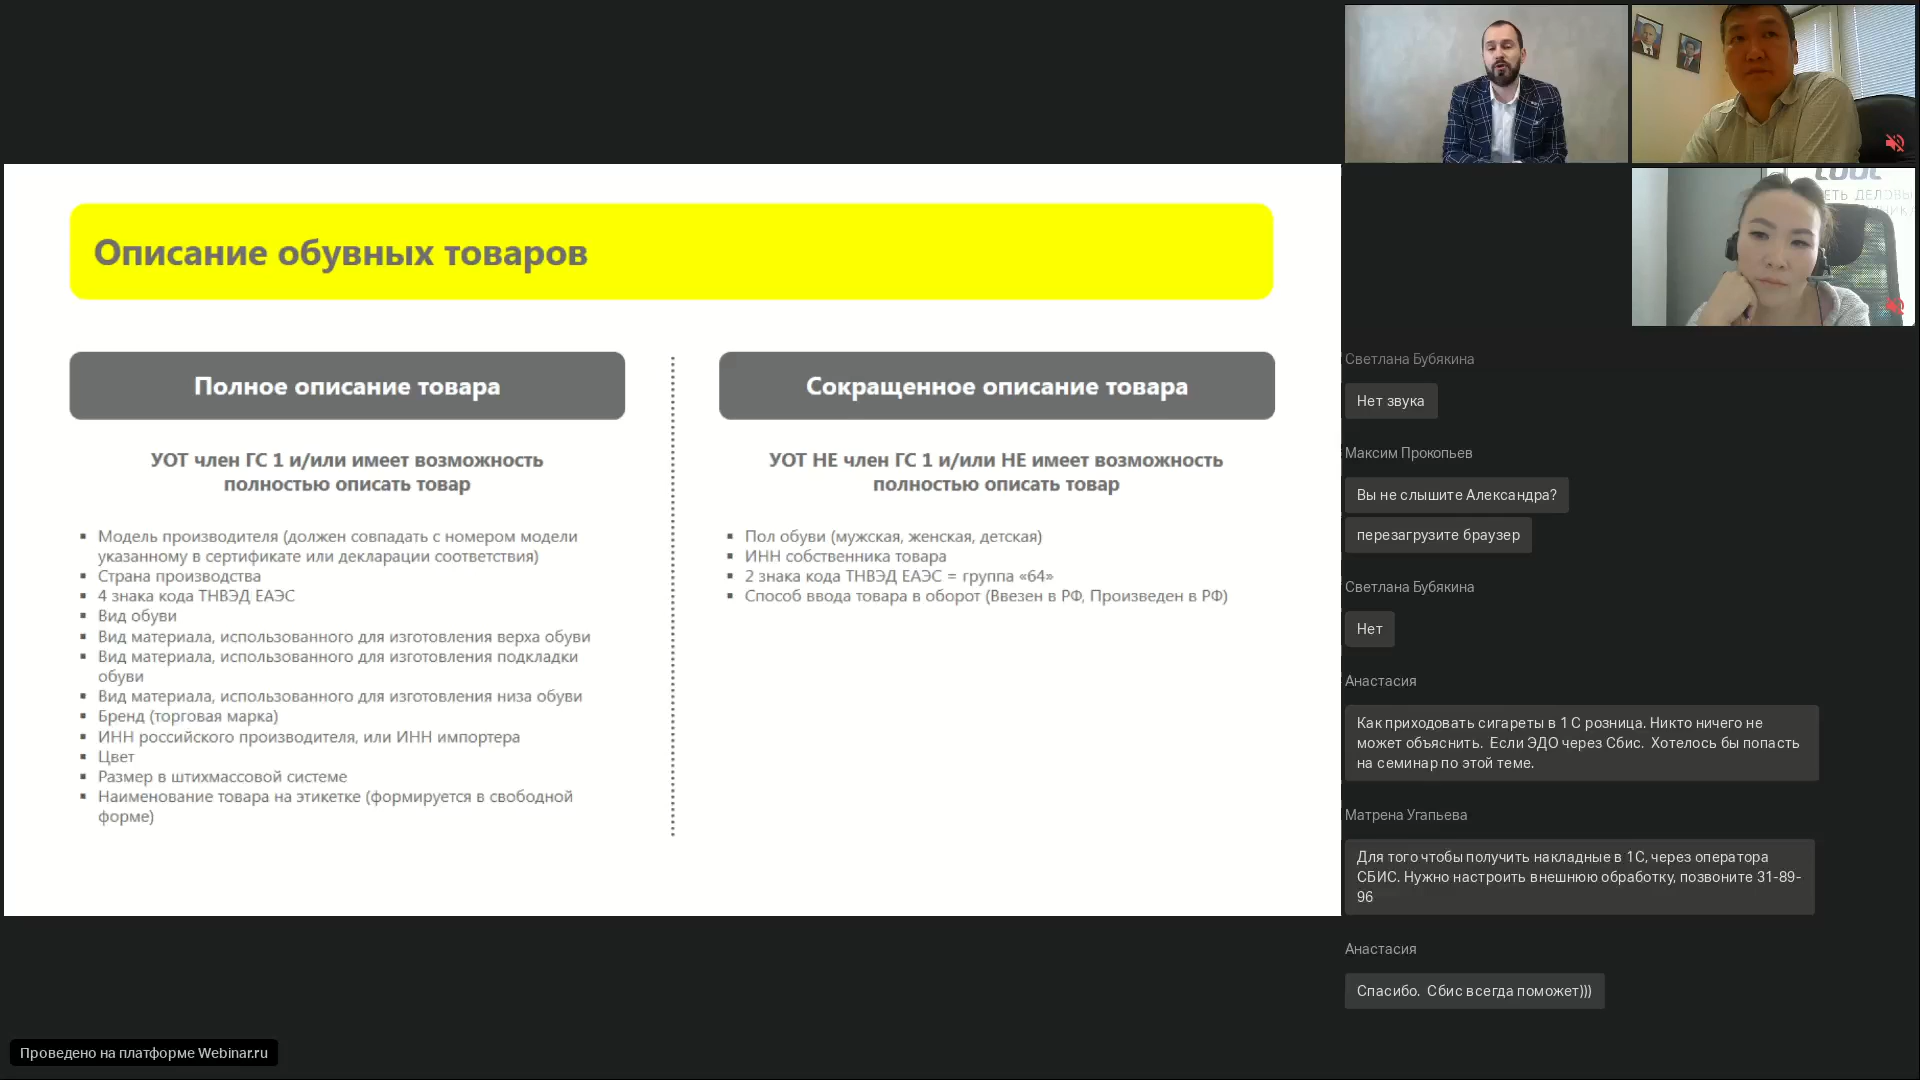 Описание обувных товаров
Полное описание товара
УОТ член ГС 1 и/или имеет возможность
полностью описать товар
▪ Модель производителя (должен совпадать с номером модели
указанному в сертификате или декларации соответствия)
▪ Страна производства
▪ 4 знака кода ТНВЭД ЕАЭС
▪ Вид обуви
▪ Вид материала, использованного для изготовления верха обуви
▪ Вид материала, использованного для изготовления подкладки
обуви
▪ Вид материала, использованного для изготовления низа обуви
▪ Бренд (торговая марка)
▪ ИНН российского производителя, или ИНН импортера
▪ Цвет
▪ Размер в штихмассовой системе
▪ Наименование товара на этикетке (формируется в свободной
форме)
Сокращенное описание товара
УОТ НЕ член ГС 1 и/или НЕ имеет возможность
полностью описать товар
▪ Пол обуви (мужская, женская, детская)
▪ ИНН собственника товара
▪ 2 знака кода ТНВЭД ЕАЭС = группа «64»
▪ Способ ввода товара в оборот (Ввезен в РФ, Произведен в РФ)
Светлана Бубякина
Нет звука
Максим Прокопьев
Вы не слышите Александра?
перезагрузите браузер
Светлана Бубякина
Нет
Анастасия
Как приходовать сигареты в 1 С розница. Никто ничего не
может объяснить. Если ЭДО через Сбис. Хотелось бы попасть
на семинар по этой теме.
Матрена Угапьева
Для того чтобы получить накладные в 1С, через оператора
СБИС. Нужно настроить внешнюю обработку, позвоните 31-89-
96
Анастасия
Спасибо. Сбис всегда поможет)))
Проведено на платформе Webinar.ru